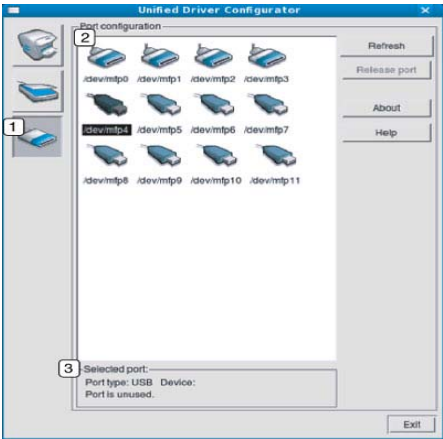 Unified Driver Configurator
Port configuration
2
/dev/mfp0 /dev/mfp1 /dev/mfp2 /dev/mfp3
Refresh
Release port
1
/dev/mfp4 /dev/mfp5 /dev/mfp6 /dev/mfp7
About
Help
/dev/mfp8 /dev/mfp9 /dev/mfp10 /dev/mfp11
3
Selected port:
Port type: USB Device:
Port is unused.
Exit